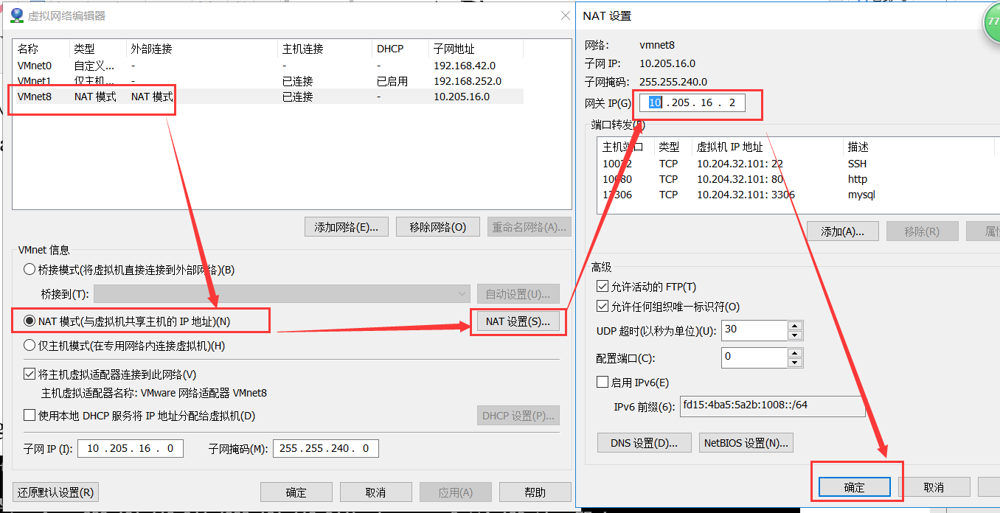 虚拟网络编辑器
名称 类型 外部连接 主机连接 DHCP 子网地址
VMnet0 自定义... - - - 192.168.42.0
VMnet1 仅主机... - 已连接 已启用 192.168.252.0
VMnet8 NAT 模式 NAT 模式 已连接 - 10.205.16.0
添加网络(E)... 移除网络(O) 重命名网络(A)...
VMnet 信息
桥接模式(将虚拟机直接连接到外部网络)(B)
桥接到(T): 自动设置(U)...
NAT 模式(与虚拟机共享主机的 IP 地址)(N) NAT 设置(S)...
仅主机模式(在专用网络内连接虚拟机)(H)
将主机虚拟适配器连接到此网络(V)
主机虚拟适配器名称: VMware 网络适配器 VMnet8
使用本地 DHCP 服务将 IP 地址分配给虚拟机(D) DHCP 设置(P)...
子网 IP (I): 10 . 205 . 16 . 0 子网掩码(M): 255 . 255 . 240 . 0
还原默认设置(R) 确定 取消 应用(A) 帮助
NAT 设置
77
网络: vmnet8
子网 IP: 10.205.16.0
子网掩码: 255.255.240.0
网关 IP(G) 10 . 205 . 16 . 2
端口转发(F)
主机端口 类型 虚拟机 IP 地址 描述
10022 TCP 10.204.32.101: 22 SSH
10080 TCP 10.204.32.101: 80 http
13306 TCP 10.204.32.101: 3306 mysql
添加(A)... 移除(R) 属
高级
允许活动的 FTP(T)
允许任何组织唯一标识符(O)
UDP 超时(以秒为单位)(U): 30
配置端口(C): 0
启用 IPv6(E)
IPv6 前缀(6): fd15:4ba5:5a2b:1008::/64
DNS 设置(D)... NetBIOS 设置(N)...
确定 取消